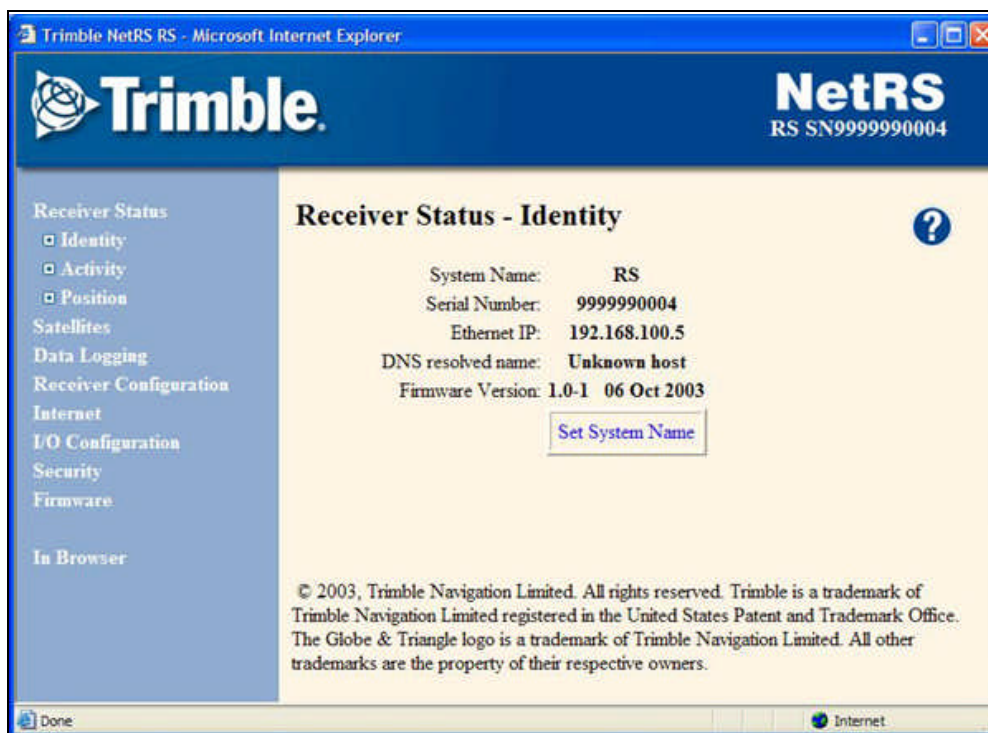 Trimble NetRS RS - Microsoft Internet Explorer
Trimble.
NetRS
RS SN9999990004
Receiver Status
Identity
Activity
Position
Satellites
Data Logging
Receiver Configuration
Internet
I/O Configuration
Security
Firmware
In Browser
Receiver Status - Identity
?
System Name: RS
Serial Number: 9999990004
Ethernet IP: 192.168.100.5
DNS resolved name: Unknown host
Firmware Version: 1.0-1 06 Oct 2003
Set System Name
© 2003, Trimble Navigation Limited. All rights reserved. Trimble is a trademark of
Trimble Navigation Limited registered in the United States Patent and Trademark Office.
The Globe & Triangle logo is a trademark of Trimble Navigation Limited. All other
trademarks are the property of their respective owners.
Done
Internet